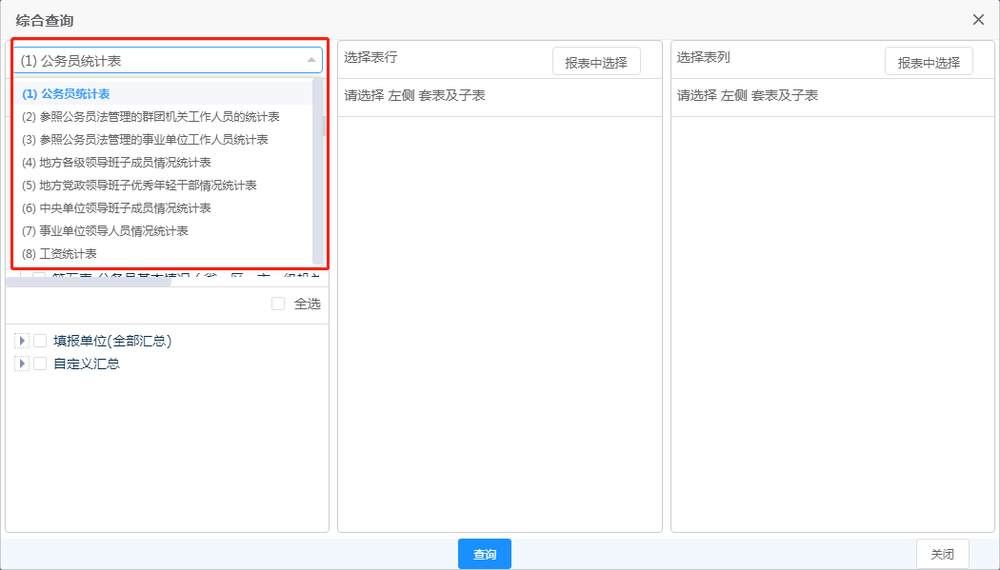 综合查询
(1) 公务员统计表
(1) 公务员统计表
(2) 参照公务员法管理的群团机关工作人员的统计表
(3) 参照公务员法管理的事业单位工作人员统计表
(4) 地方各级领导班子成员情况统计表
(5) 地方党政领导班子优秀年轻干部情况统计表
(6) 中央单位领导班子成员情况统计表
(7) 事业单位领导人员情况统计表
(8) 工资统计表
全选
填报单位(全部汇总)
自定义汇总
选择表行
报表中选择
请选择 左侧 套表及子表
选择表列
报表中选择
请选择 左侧 套表及子表
查询
关闭